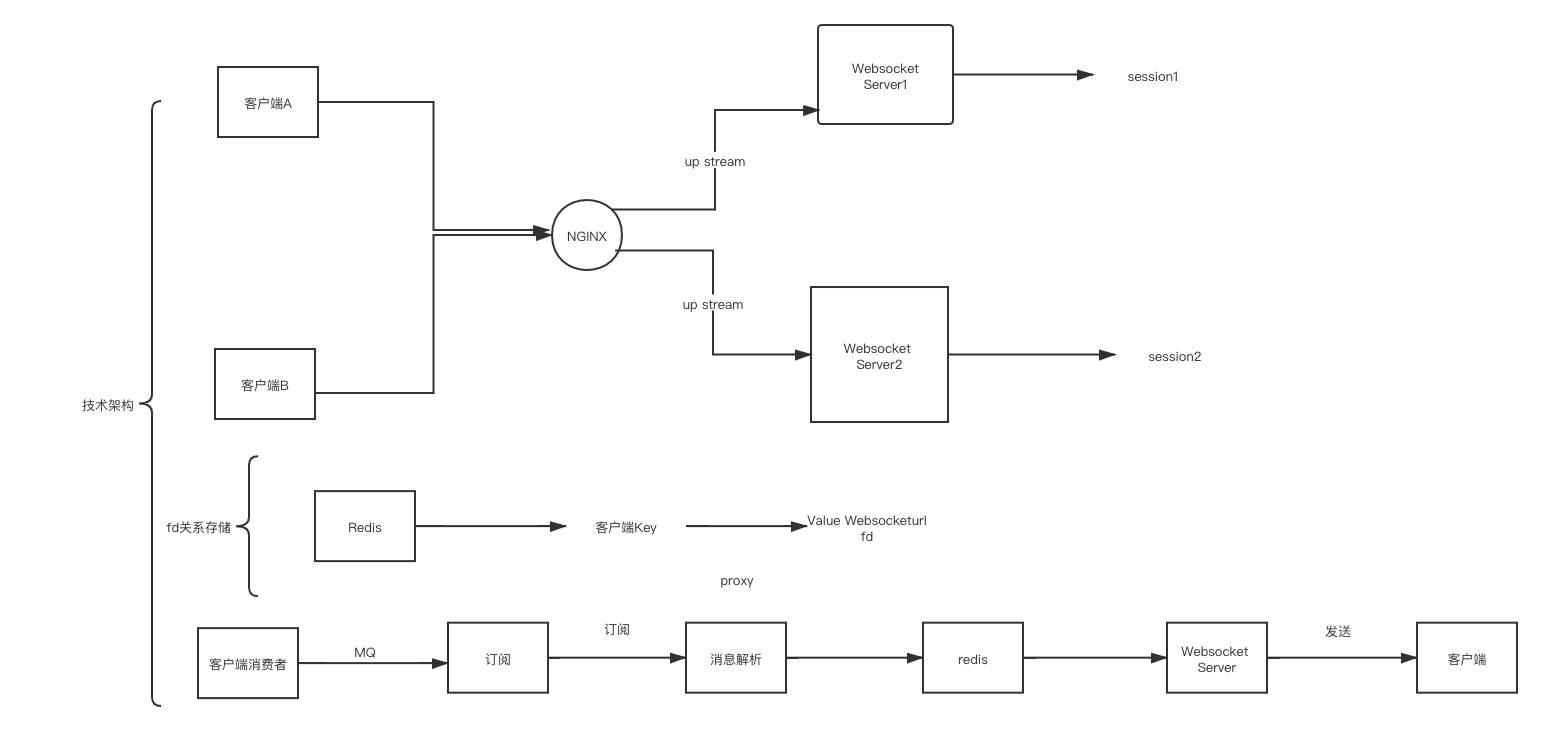 Websocket
Server1
session1
客户端A
up stream
NGINX
up stream
Websocket
Server2
session2
客户端B
技术架构
fd关系存储
Redis
客户端Key
Value Websocketurl
fd
proxy
客户端消费者
MQ
订阅
订阅
消息解析
redis
Websocket
Server
发送
客户端